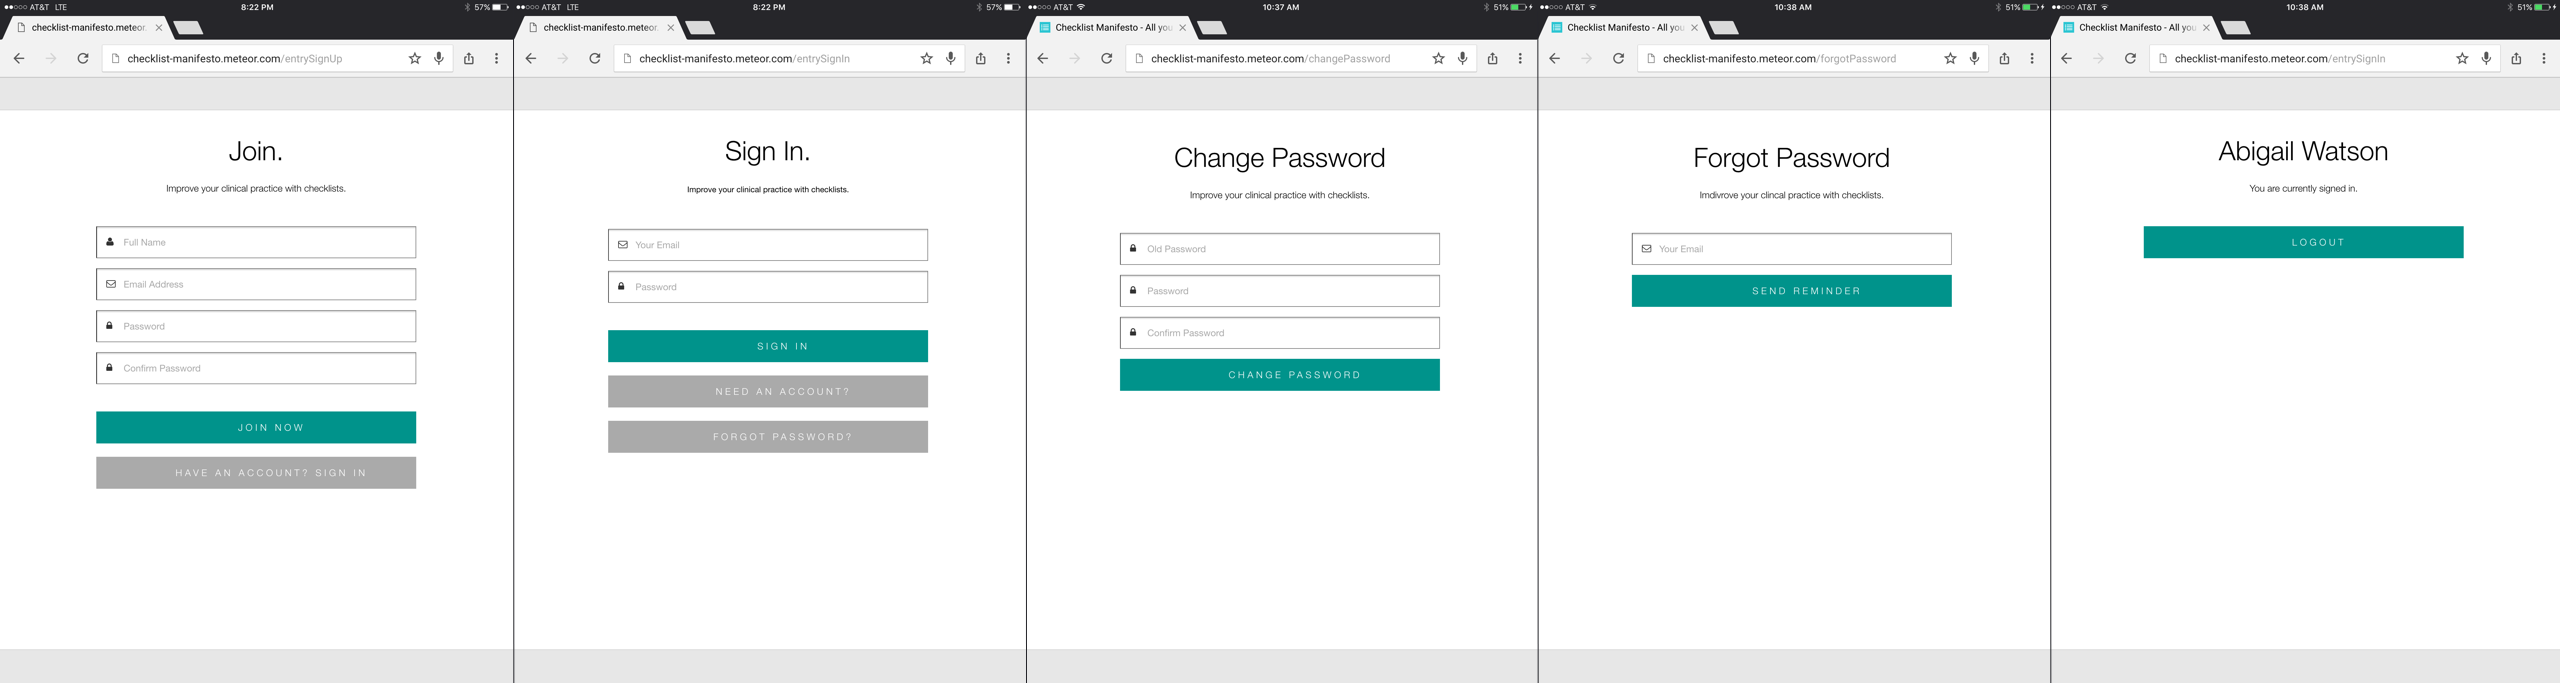 AT&T LTE 8:22 PM 57%
checklist-manifesto.meteor.
checklist-manifesto.meteor.com/entrySignUp
Join.
Improve your clinical practice with checklists.
Full Name
Email Address
Password
Confirm Password
JOIN NOW
HAVE AN ACCOUNT? SIGN IN
AT&T LTE 8:22 PM 57%
checklist-manifesto.meteor.
checklist-manifesto.meteor.com/entrySignIn
Sign In.
Improve your clinical practice with checklists.
Your Email
Password
SIGN IN
NEED AN ACCOUNT?
FORGOT PASSWORD?
AT&T 10:37 AM 51%
Checklist Manifesto - All you
checklist-manifesto.meteor.com/changePassword
Change Password
Improve your clinical practice with checklists.
Old Password
Password
Confirm Password
CHANGE PASSWORD
AT&T 10:38 AM 51%
Checklist Manifesto - All you
checklist-manifesto.meteor.com/forgotPassword
Forgot Password
Imdivrove your clincal practice with checklists.
Your Email
SEND REMINDER
AT&T 10:38 AM 51%
Checklist Manifesto - All you
checklist-manifesto.meteor.com/entrySignIn
Abigail Watson
You are currently signed in.
LOGOUT